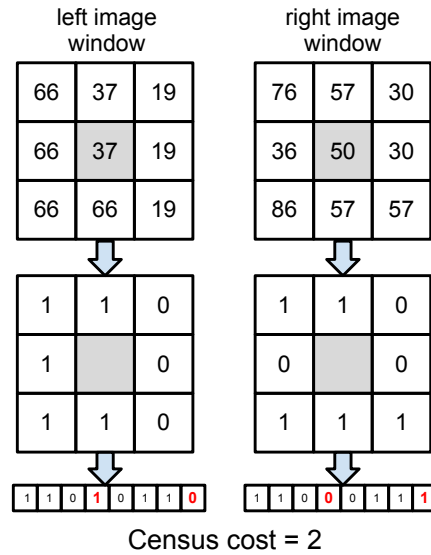 left image window
right image window
66 37 19
76 57 30
66 37 19
36 50 30
66 66 19
86 57 57
1 1 0
1 1 0
1 0
0 0
1 1 0
1 1 1
1 1 0 1 0 1 1 0
1 1 0 0 0 1 1 1
Census cost = 2